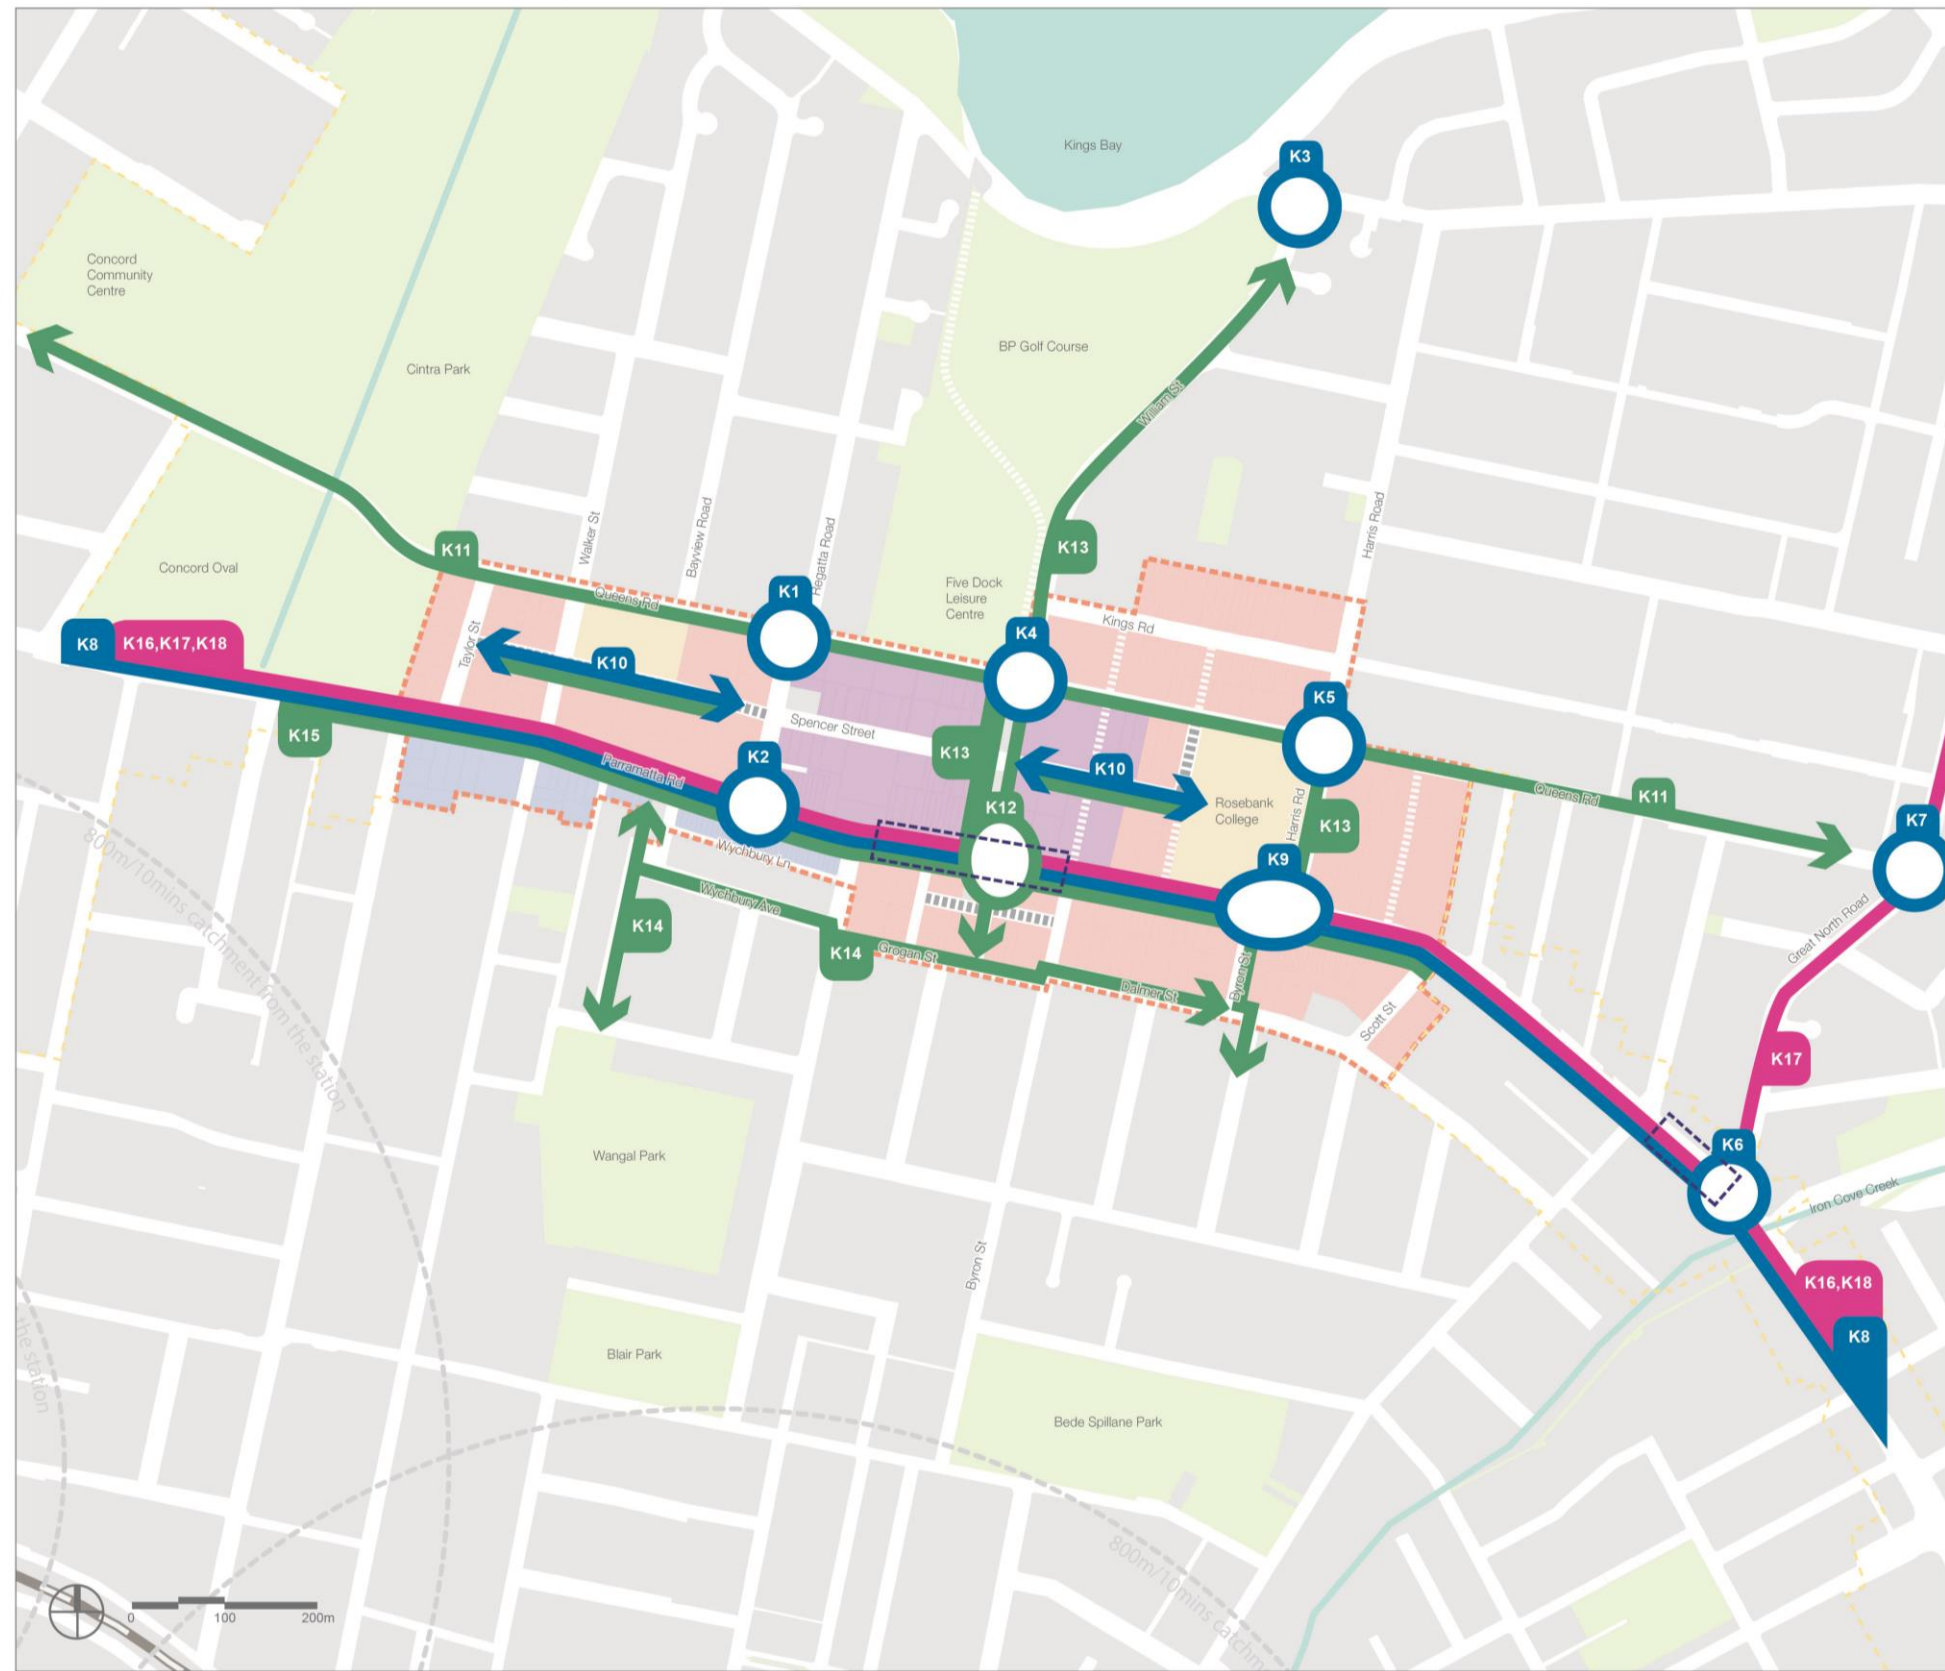 Kings Bay
K3
Concord
Community
Centre
BP Golf Course
Cintra Park
William St
Harris Road
Walker St
Bayview Road
Regatta Road
K11
K13
Concord Oval
Five Dock
Leisure
Centre
K1
Queens Rd
K4
Kings Rd
K8
K16,K17,K18
Taylor St
K10
K5
K15
Spencer Street
K13
K2
K10
Parramatta Rd
Queens Rd
K11
K12
Rosebank
College
Harris Rd
K13
K7
800m/10mins catchment from the station
Wychbury Ln
K9
Wychbury Ave
K14
K14
Grogan St
Great North Road
Dalmer St
Byron St
Scott St
K17
Wangal Park
K6
Iron Cove Creek
Byron St
K16,K18
the station
Blair Park
K8
Bede Spillane Park
800m/10mins catchm
0
100
200m